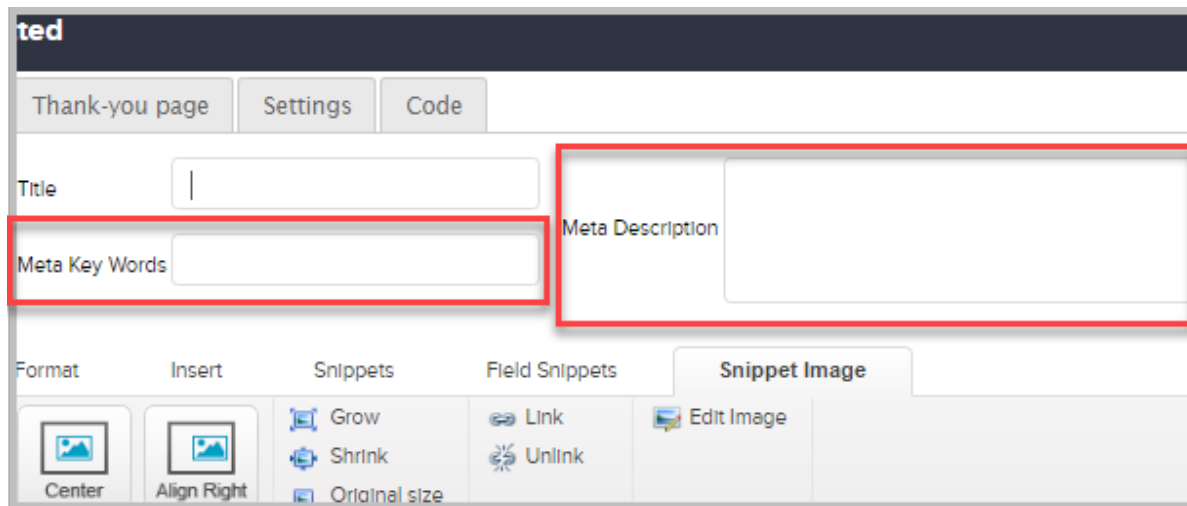 ted
Thank-you page Settings Code
Title
Meta Key Words
Meta Description
Format Insert Snippets Field Snippets Snippet Image
Center
Align Right
Grow
Shrink
Original size
Link
Unlink
Edit Image